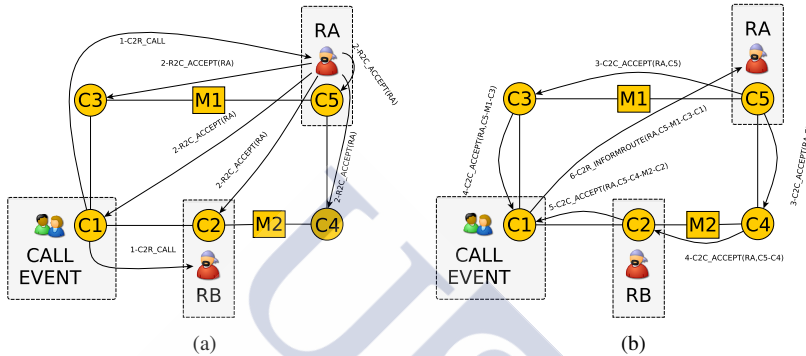 RA
1-C2R_CALL
2-R2C_ACCEPT(RA)
2-R2C_ACCEPT(RA)
C3
M1
C5
2-R2C_ACCEPT(RA)
2-R2C_ACCEPT(RA)
2-R2C_ACCEPT(RA)
C1
C2
M2
C4
CALL
EVENT
1-C2R_CALL
RB
(a)
RA
3-C2C_ACCEPT(RA,C5)
C3
M1
C5
4-C2C_ACCEPT(RA,C5-M1-C3)
6-C2R_INFORMROUTE(RA,C5-M1-C3-C1)
5-C2C_ACCEPT(RA,C5-C4-M2-C2)
C1
C2
M2
C4
CALL
EVENT
4-C2C_ACCEPT(RA,C5-C4)
RB
(b)